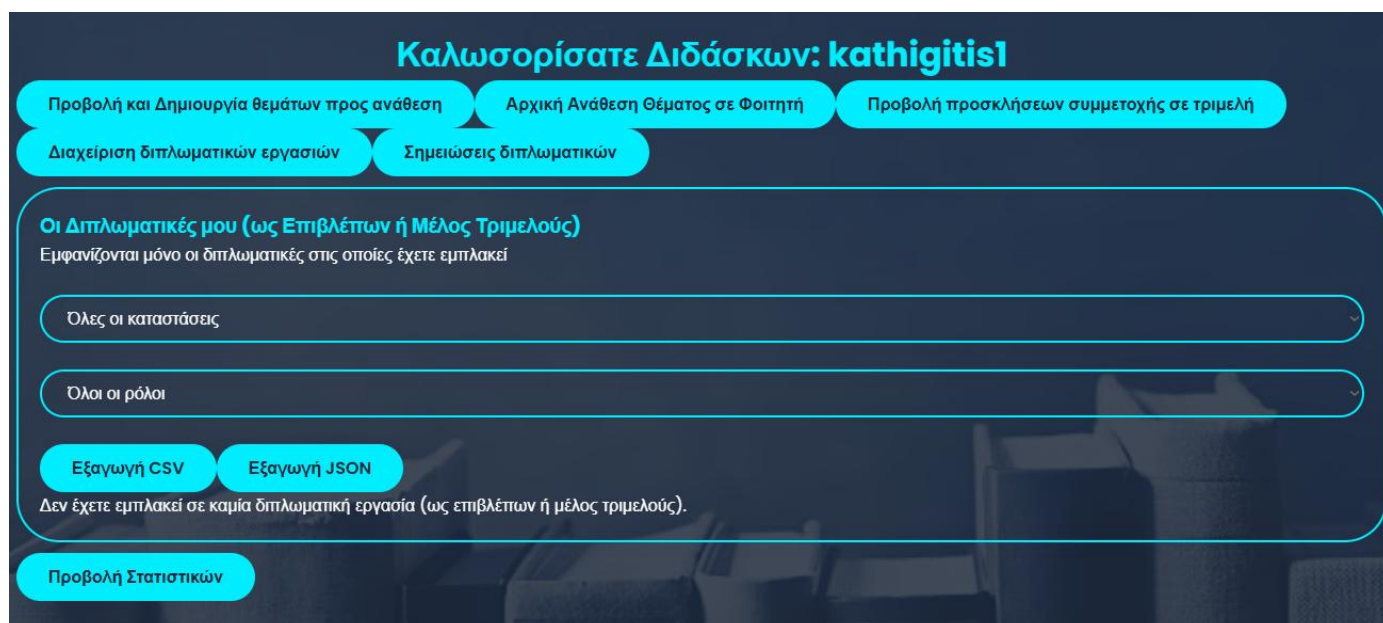 Καλωσορίσατε Διδάσκων: kathigitis1
Προβολή και Δημιουργία θεμάτων προς ανάθεση Αρχική Ανάθεση Θέματος σε Φοιτητή Προβολή προσκλήσεων συμμετοχής σε τριμελή
Διαχείριση διπλωματικών εργασιών Σημειώσεις διπλωματικών
Οι Διπλωματικές μου (ως Επιβλέπων ή Μέλος Τριμελούς)
Εμφανίζονται μόνο οι διπλωματικές στις οποίες έχετε εμπλακεί
Όλες οι καταστάσεις
Όλοι οι ρόλοι
Εξαγωγή CSV Εξαγωγή JSON
Δεν έχετε εμπλακεί σε καμία διπλωματική εργασία (ως επιβλέπων ή μέλος τριμελούς).
Προβολή Στατιστικών